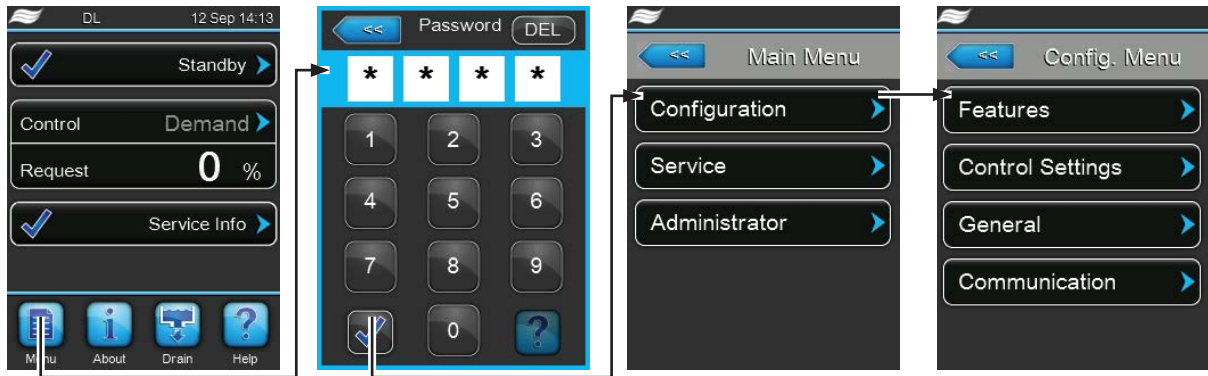 DL 12 Sep 14:13
Standby
Control Demand
Request 0 %
Service Info
Menu About Drain Help
<< Password DEL
* * * *
1 2 3
4 5 6
7 8 9
0 ?
<< Main Menu
Configuration
Service
Administrator
<< Config. Menu
Features
Control Settings
General
Communication